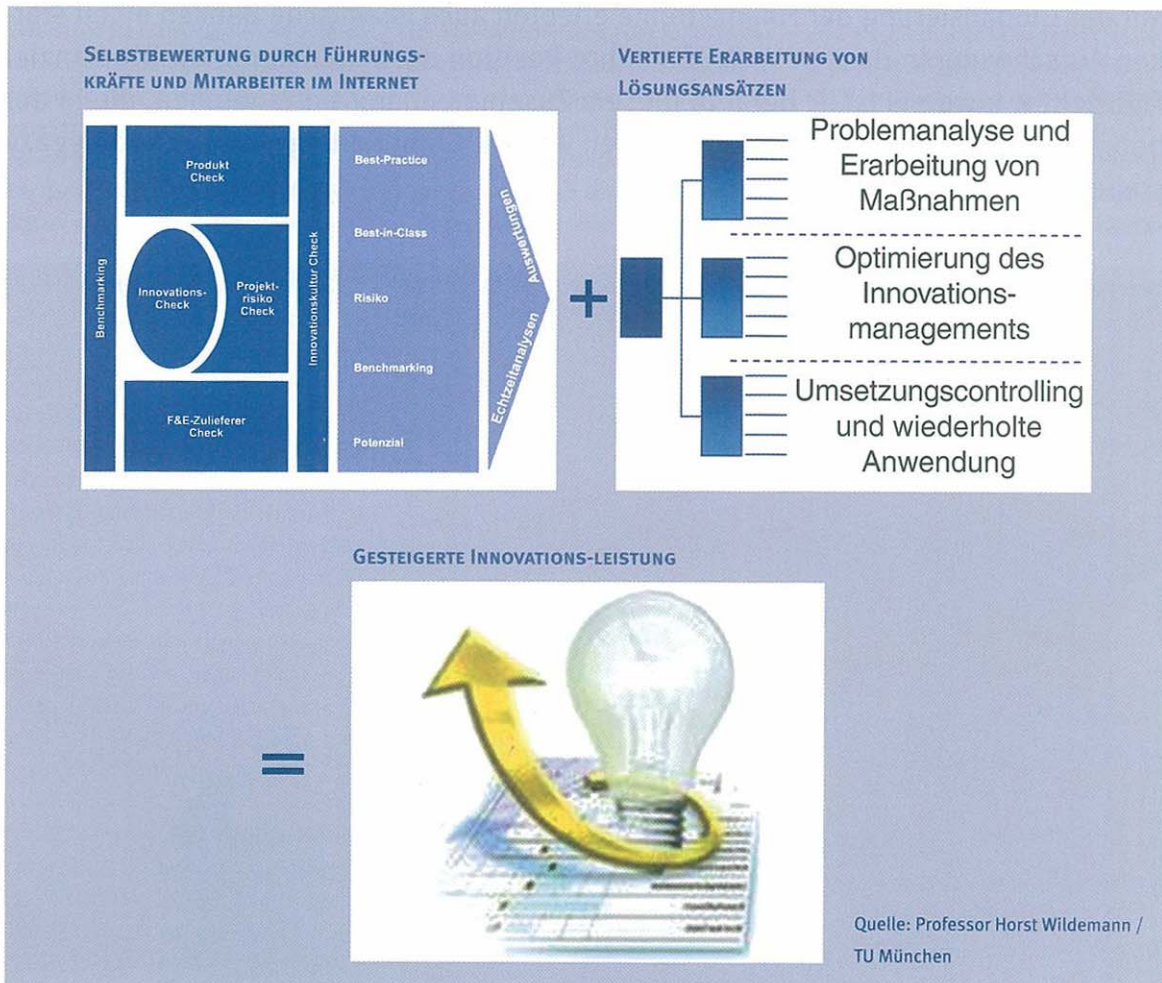 SELBSTBEWERTUNG DURCH FÜHRUNGS-
KRÄFTE UND MITARBEITER IM INTERNET
Benchmarking
Produkt
Check
Innovations-
Check
Projekt-
risiko
Check
F&E-Zulieferer
Check
Innovationskultur Check
Best-Practice
Best-in-Class
Risiko
Benchmarking
Potenzial
Auswertungen
Echtzeitanalysen
+
VERTIEFTE ERARBEITUNG VON
LÖSUNGSANSÄTZEN
Problemanalyse und
Erarbeitung von
Maßnahmen
Optimierung des
Innovations-
managements
Umsetzungscontrolling
und wiederholte
Anwendung
=
GESTEIGERTE INNOVATIONS-LEISTUNG
Quelle: Professor Horst Wildemann /
TU München